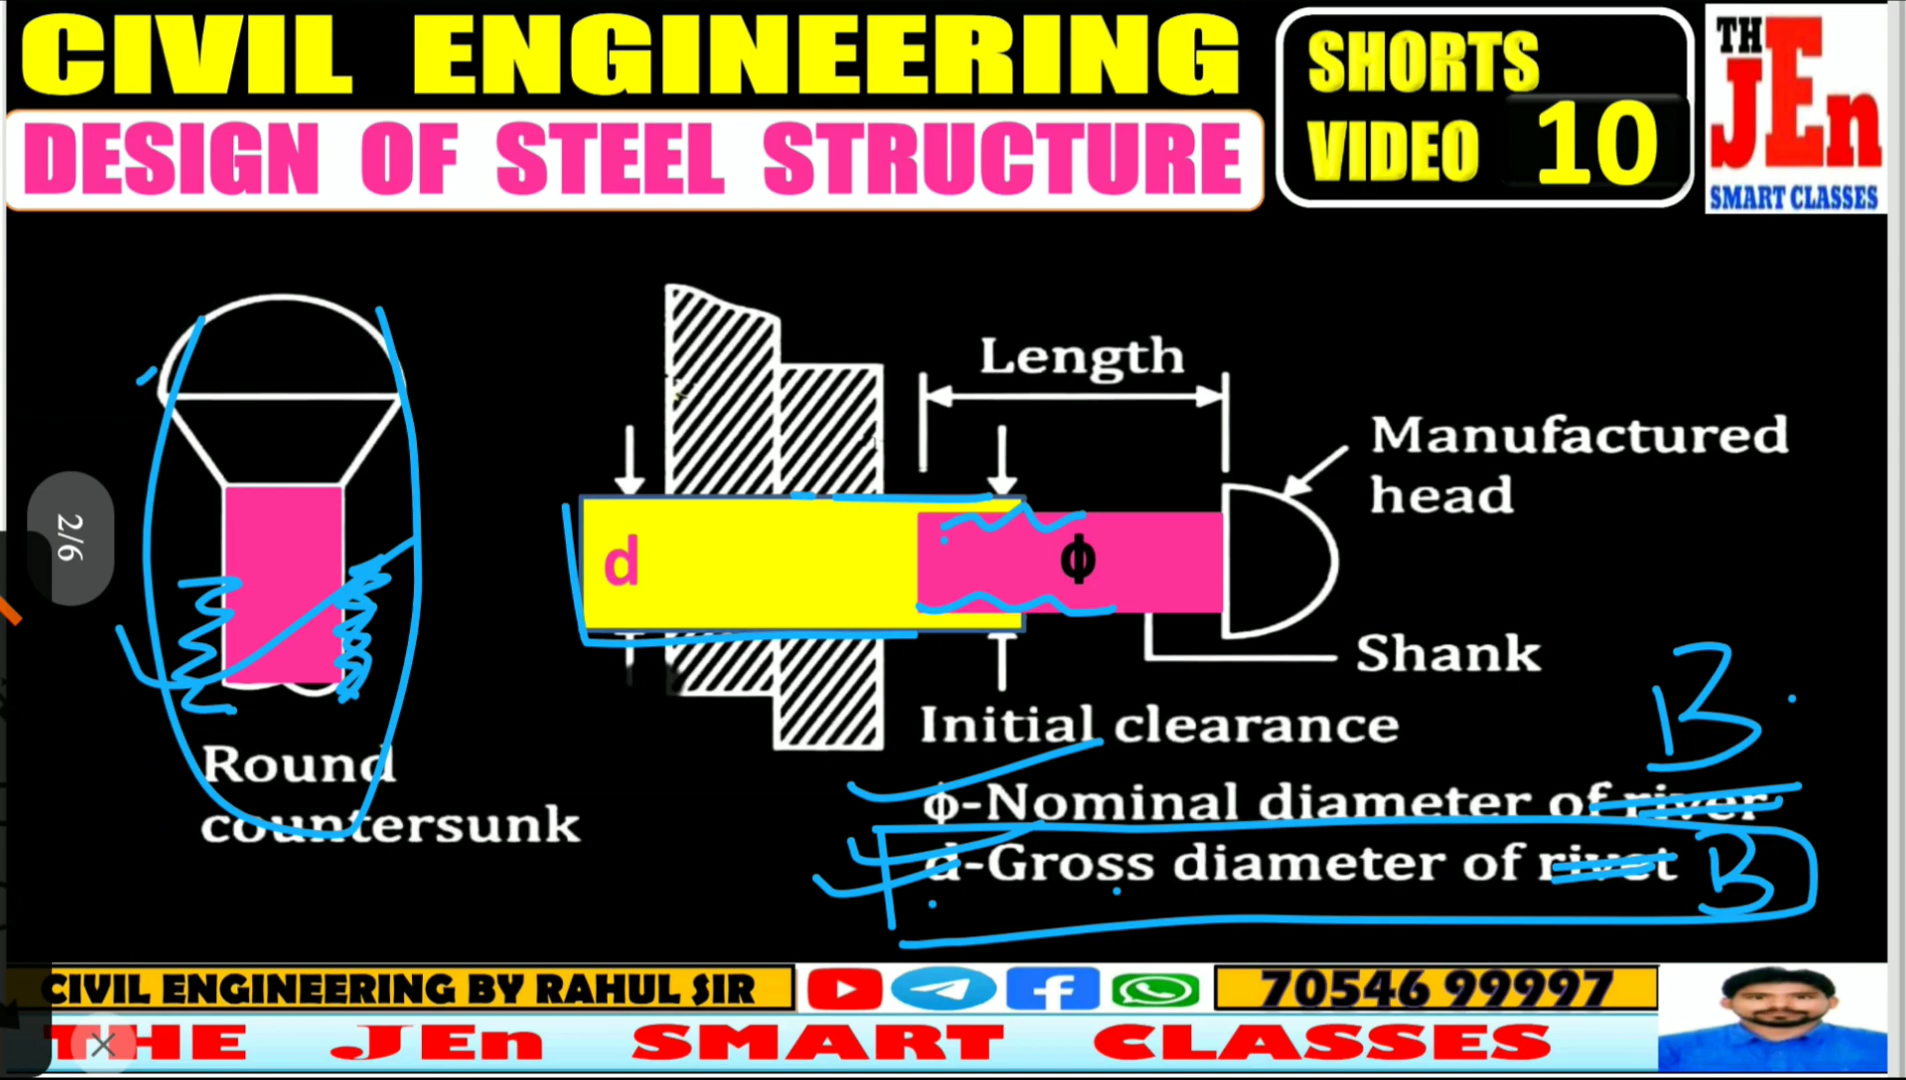 CIVIL ENGINEERING
DESIGN OF STEEL STRUCTURE
SHORTS
VIDEO 10
THE
JEn
SMART CLASSES
Length
Manufactured
head
d
ϕ
Shank
2/6
Initial clearance
B
Round
countersunk
ϕ-Nominal diameter of river
d-Gross diameter of rivet B
CIVIL ENGINEERING BY RAHUL SIR
70546 99997
THE JEn SMART CLASSES